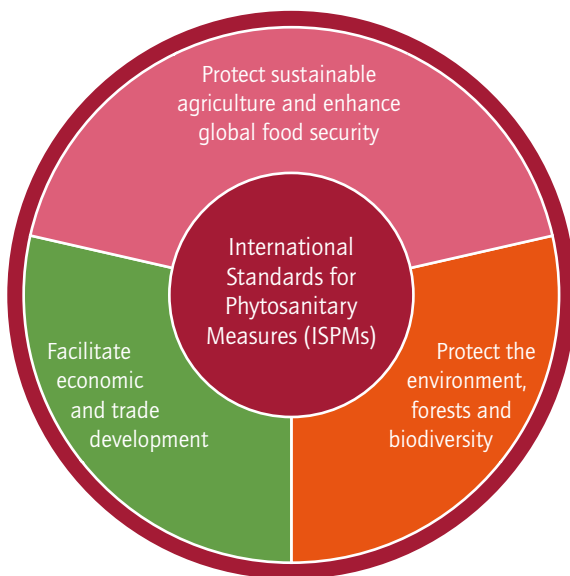 Protect sustainable
agriculture and enhance
global food security
International
Standards for
Phytosanitary
Measures (ISPMs)
Facilitate
economic
and trade
development
Protect the
environment,
forests and
biodiversity